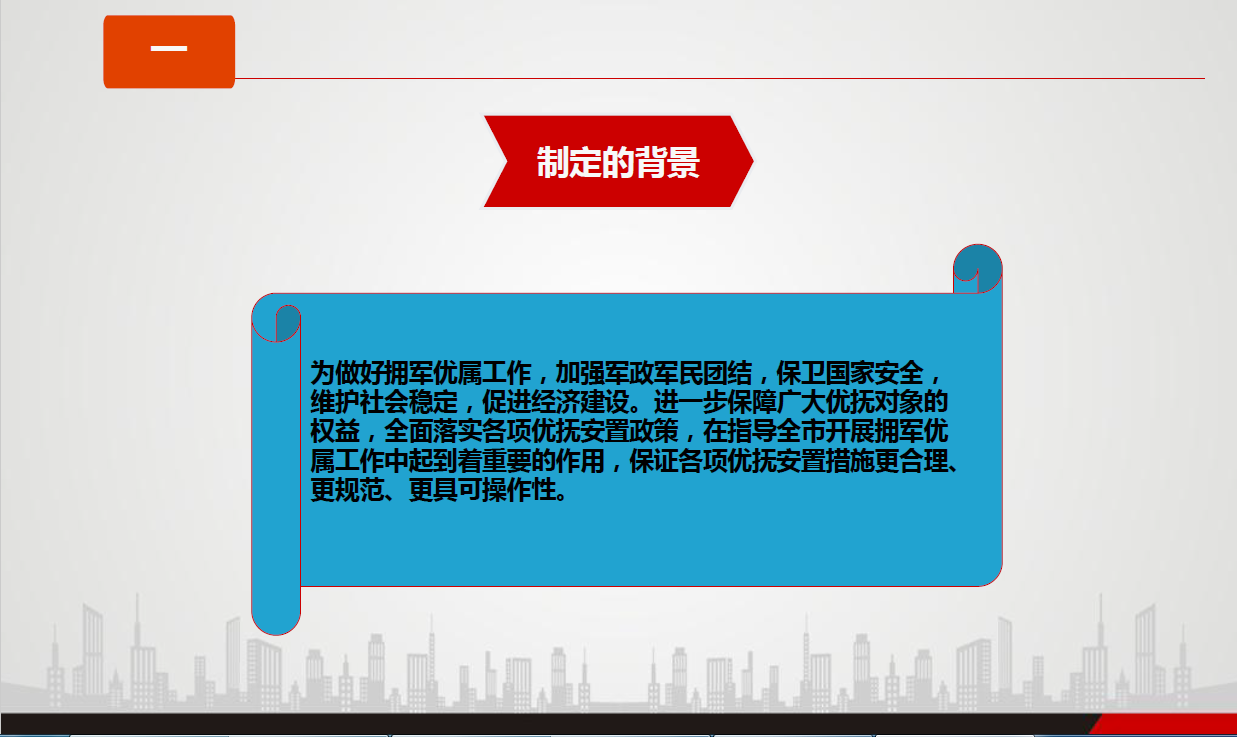 一
制定的背景
为做好拥军优属工作，加强军政军民团结，保卫国家安全，
维护社会稳定，促进经济建设。进一步保障广大优抚对象的
权益，全面落实各项优抚安置政策，在指导全市开展拥军优
属工作中起到着重要的作用，保证各项优抚安置措施更合理、
更规范、更具可操作性。